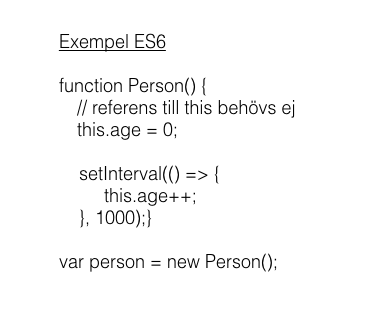 Exempel ES6
function Person() {
// referens till this behövs ej
this.age = 0;
setInterval(() => {
this.age++;
}, 1000);}
var person = new Person();